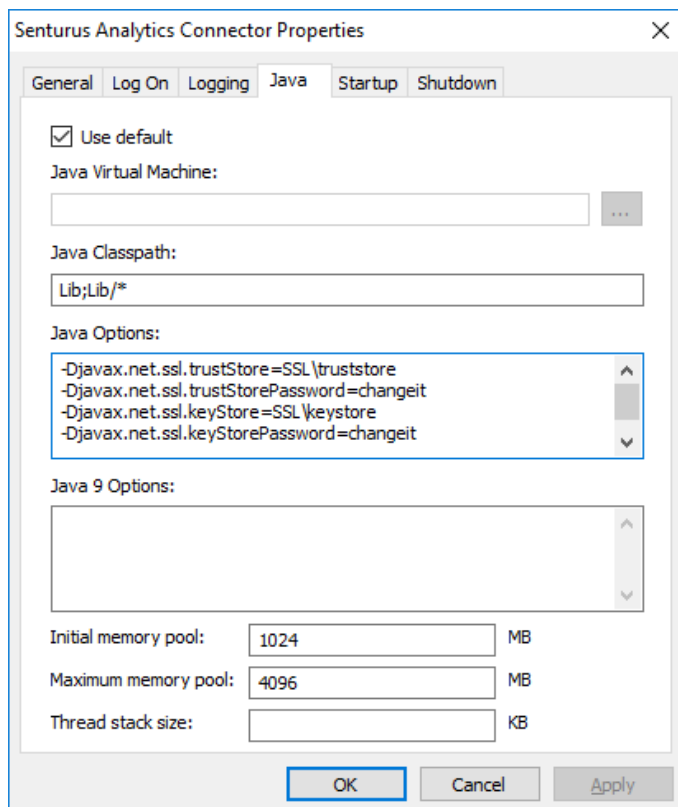 Senturus Analytics Connector Properties
General Log On Logging Java Startup Shutdown
Use default
Java Virtual Machine:
...
Java Classpath:
Lib;Lib/*
Java Options:
-Djavax.net.ssl.trustStore=SSL\truststore
-Djavax.net.ssl.trustStorePassword=changeit
-Djavax.net.ssl.keyStore=SSL\keystore
-Djavax.net.ssl.keyStorePassword=changeit
Java 9 Options:
Initial memory pool: 1024 MB
Maximum memory pool: 4096 MB
Thread stack size: KB
OK Cancel Apply